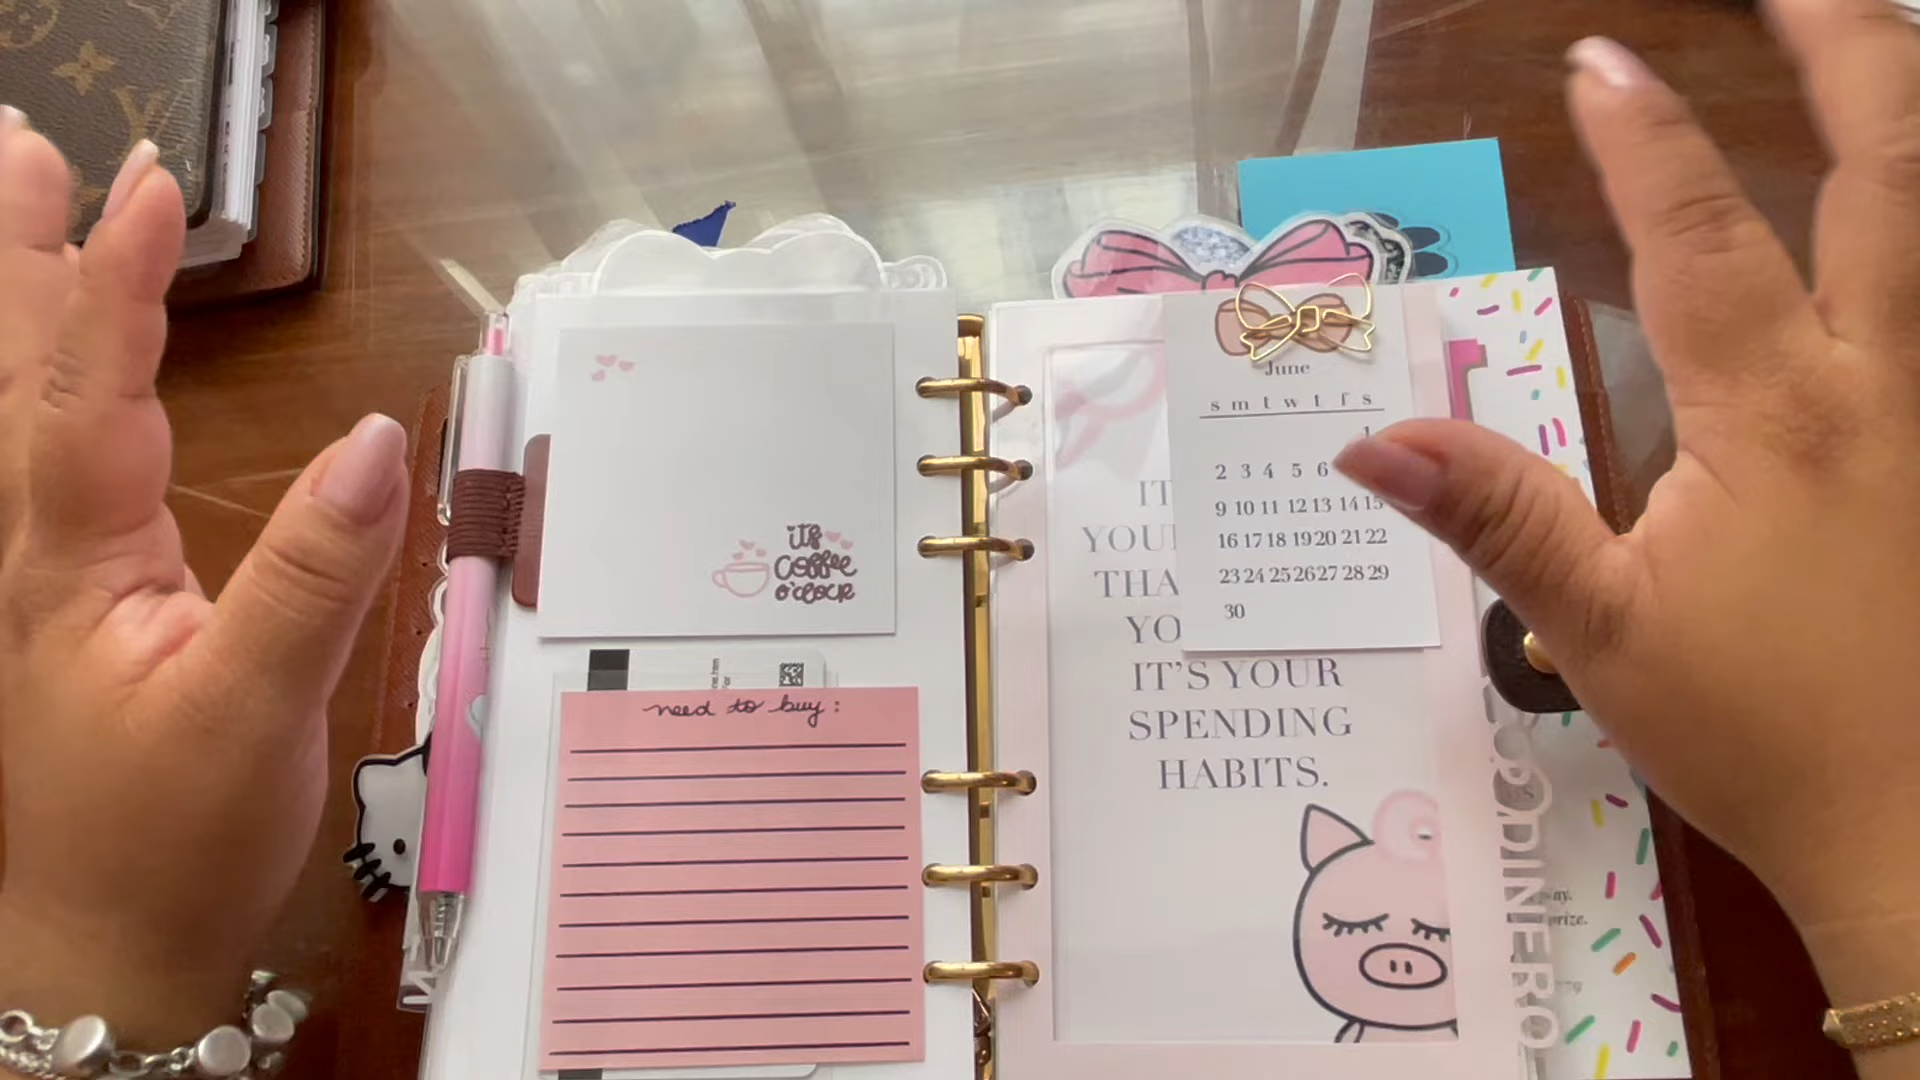 its
coffee
o'clock
need to buy:
June
s m t w t f s
1
2 3 4 5 6
9 10 11 12 13 14 15
16 17 18 19 20 21 22
23 24 25 26 27 28 29
30
IT'S YOUR
SPENDING
HABITS.
DINERO